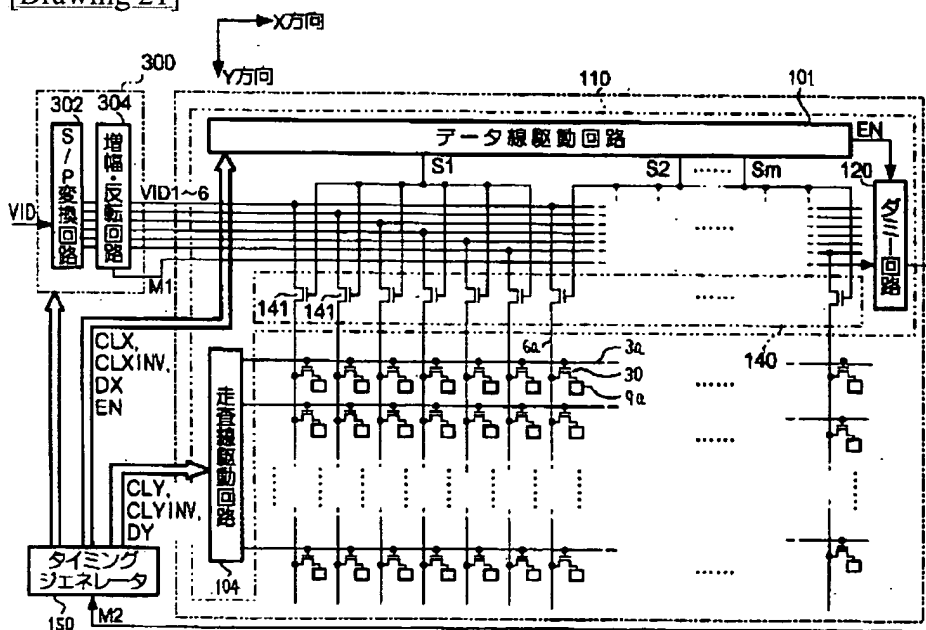 [Drawing 21]
X方向
Y方向
300
302
304
110
101
データ線駆動回路
EN
S1
S2
......
Sm
120
S/P変換回路
増幅・反転回路
VID1~6
VID
ダミー回路
M1
141
141
140
6a
3a
30
9a
CLX,
CLXINV,
DX
EN
走査線駆動回路
CLY,
CLYINV,
DY
タイミング
ジェネレータ
104
150
M2